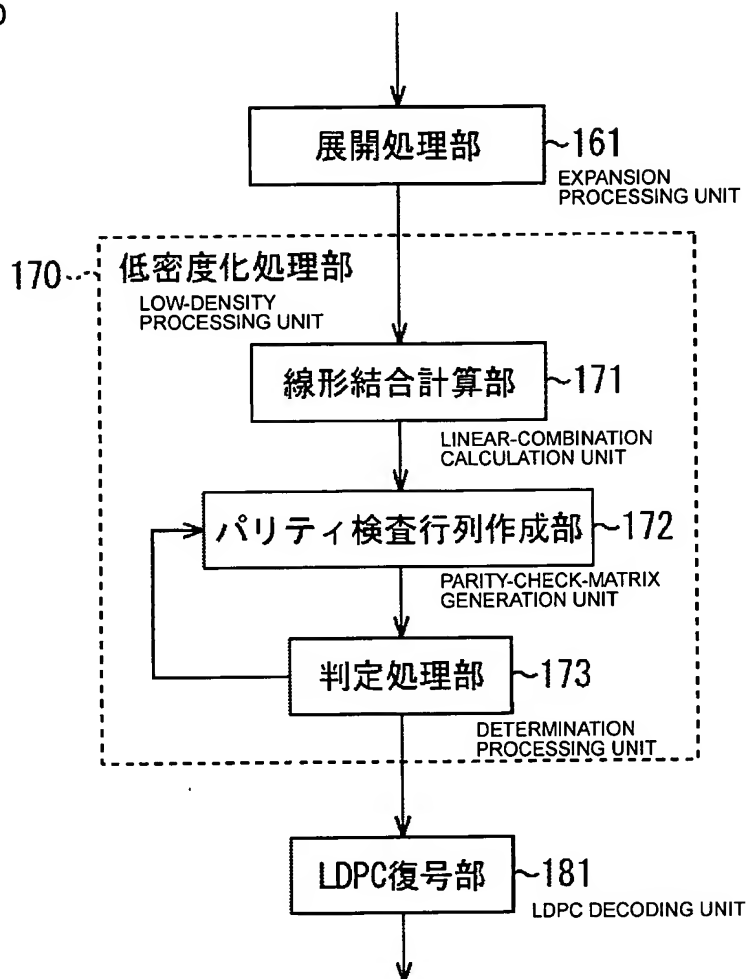 展開処理部
161
EXPANSION
PROCESSING UNIT
170
低密度化処理部
LOW-DENSITY
PROCESSING UNIT
線形結合計算部
171
LINEAR-COMBINATION
CALCULATION UNIT
パリティ検査行列作成部
172
PARITY-CHECK-MATRIX
GENERATION UNIT
判定処理部
173
DETERMINATION
PROCESSING UNIT
LDPC復号部
181
LDPC DECODING UNIT